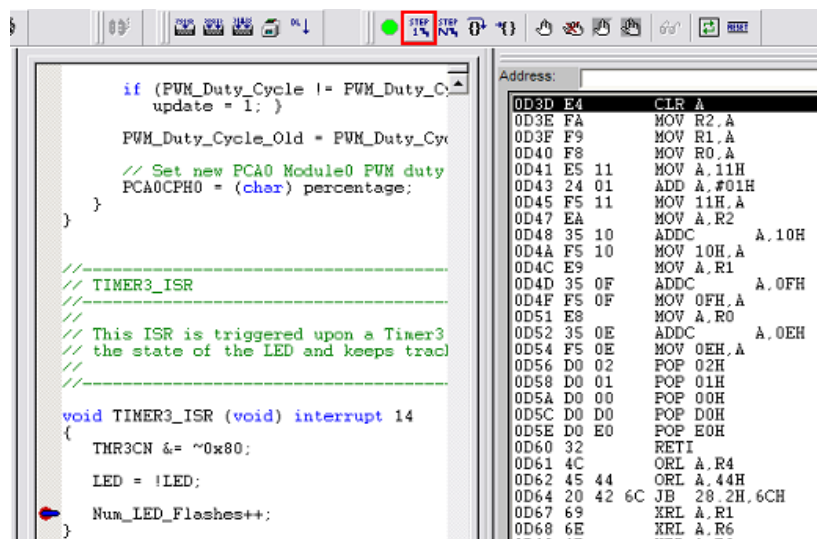 STEP 1 STEP N {} RESET
if (PWM_Duty_Cycle != PWM_Duty_Cy
update = 1; }
PWM_Duty_Cycle_Old = PWM_Duty_Cyc
// Set new PCA0 Module0 PWM duty
PCA0CPH0 = (char) percentage;
}
}
//----------------------------------------
// TIMER3_ISR
//----------------------------------------
//
// This ISR is triggered upon a Timer3
// the state of the LED and keeps trac
//
//----------------------------------------
void TIMER3_ISR (void) interrupt 14
{
TMR3CN &= ~0x80;
LED = !LED;
Num_LED_Flashes++;
}
Address:
0D3D E4 CLR A
0D3E FA MOV R2,A
0D3F F9 MOV R1,A
0D40 F8 MOV R0,A
0D41 E5 11 MOV A,11H
0D43 24 01 ADD A,#01H
0D45 F5 11 MOV 11H,A
0D47 EA MOV A,R2
0D48 35 10 ADDC A,10H
0D4A F5 10 MOV 10H,A
0D4C E9 MOV A,R1
0D4D 35 0F ADDC A,0FH
0D4F F5 0F MOV 0FH,A
0D51 E8 MOV A,R0
0D52 35 0E ADDC A,0EH
0D54 F5 0E MOV 0EH,A
0D56 D0 02 POP 02H
0D58 D0 01 POP 01H
0D5A D0 00 POP 00H
0D5C D0 D0 POP D0H
0D5E D0 E0 POP E0H
0D60 32 RETI
0D61 4C ORL A,R4
0D62 45 44 ORL A,44H
0D64 20 42 6C JB 28.2H,6CH
0D67 69 XRL A,R1
0D68 6E XRL A,R6